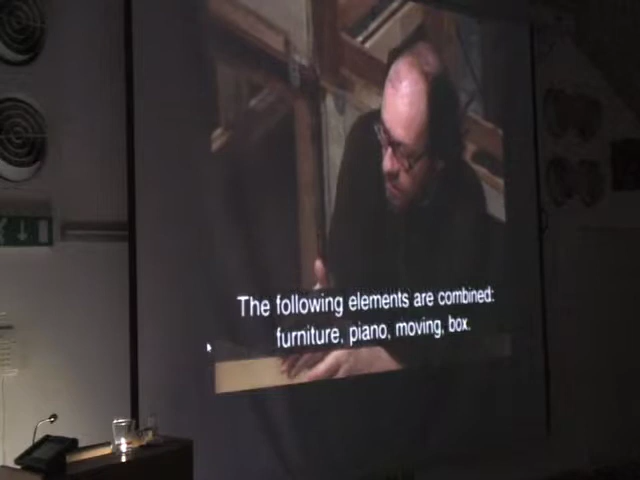 The following elements are combined:
furniture, piano, moving, box.